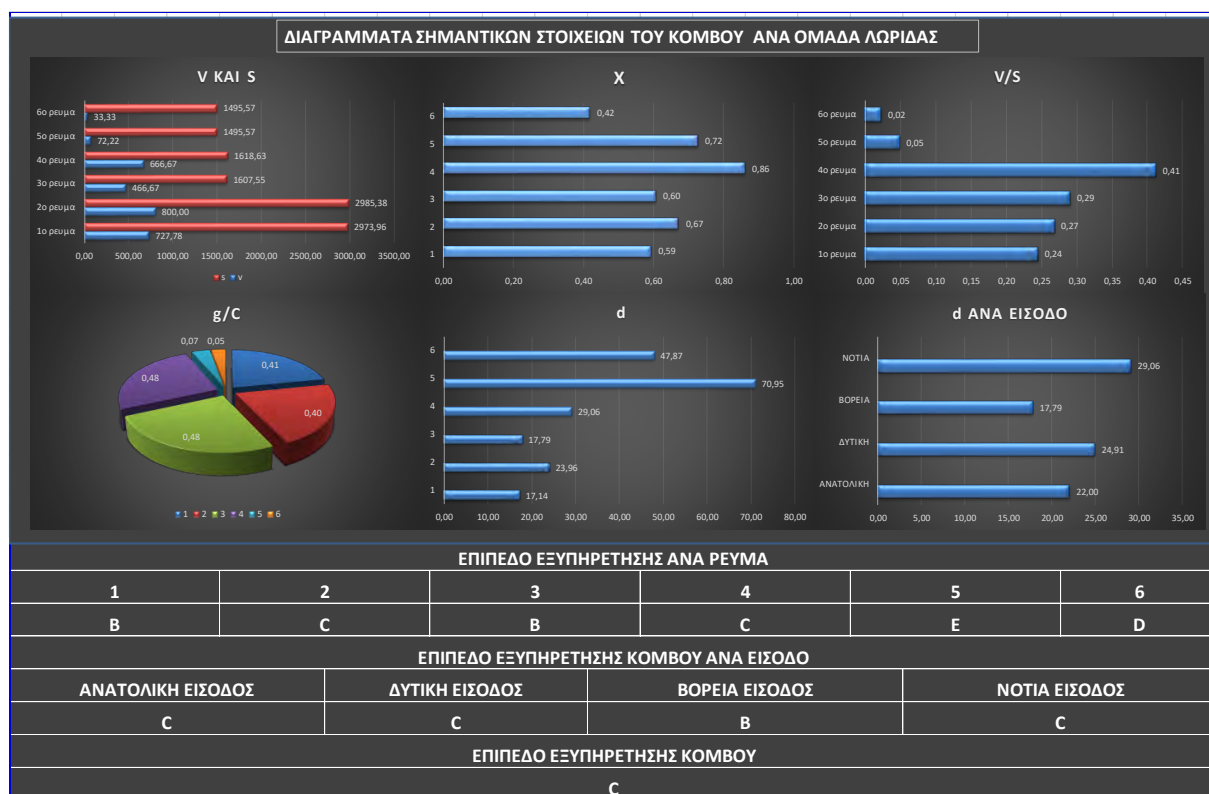 ΔΙΑΓΡΑΜΜΑΤΑ ΣΗΜΑΝΤΙΚΩΝ ΣΤΟΙΧΕΙΩΝ ΤΟΥ ΚΟΜΒΟΥ ΑΝΑ ΟΜΑΔΑ ΛΩΡΙΔΑΣ
V ΚΑΙ S
6ο ρευμα 1495,57
33,33
5ο ρευμα 1495,57
72,22
4ο ρευμα 1618,63
666,67
3ο ρευμα 1607,55
466,67
2ο ρευμα 2985,38
800,00
1ο ρευμα 2973,96
727,78
0,00 500,00 1000,00 1500,00 2000,00 2500,00 3000,00 3500,00
s v
X
6 0,42
5 0,72
4 0,86
3 0,60
2 0,67
1 0,59
0,00 0,20 0,40 0,60 0,80 1,00
V/S
6ο ρευμα 0,02
5ο ρευμα 0,05
4ο ρευμα 0,41
3ο ρευμα 0,29
2ο ρευμα 0,27
1ο ρευμα 0,24
0,00 0,05 0,10 0,15 0,20 0,25 0,30 0,35 0,40 0,45
g/C
0,07 0,05
0,41
0,48
0,40
0,48
1 2 3 4 5 6
d
6 47,87
5 70,95
4 29,06
3 17,79
2 23,96
1 17,14
0,00 10,00 20,00 30,00 40,00 50,00 60,00 70,00 80,00
d ΑΝΑ ΕΙΣΟΔΟ
ΝΟΤΙΑ 29,06
ΒΟΡΕΙΑ 17,79
ΔΥΤΙΚΗ 24,91
ΑΝΑΤΟΛΙΚΗ 22,00
0,00 5,00 10,00 15,00 20,00 25,00 30,00 35,00
ΕΠΙΠΕΔΟ ΕΞΥΠΗΡΕΤΗΣΗΣ ΑΝΑ ΡΕΥΜΑ
1 2 3 4 5 6
B C B C E D
ΕΠΙΠΕΔΟ ΕΞΥΠΗΡΕΤΗΣΗΣ ΚΟΜΒΟΥ ΑΝΑ ΕΙΣΟΔΟ
ΑΝΑΤΟΛΙΚΗ ΕΙΣΟΔΟΣ ΔΥΤΙΚΗ ΕΙΣΟΔΟΣ ΒΟΡΕΙΑ ΕΙΣΟΔΟΣ ΝΟΤΙΑ ΕΙΣΟΔΟΣ
C C B C
ΕΠΙΠΕΔΟ ΕΞΥΠΗΡΕΤΗΣΗΣ ΚΟΜΒΟΥ
C